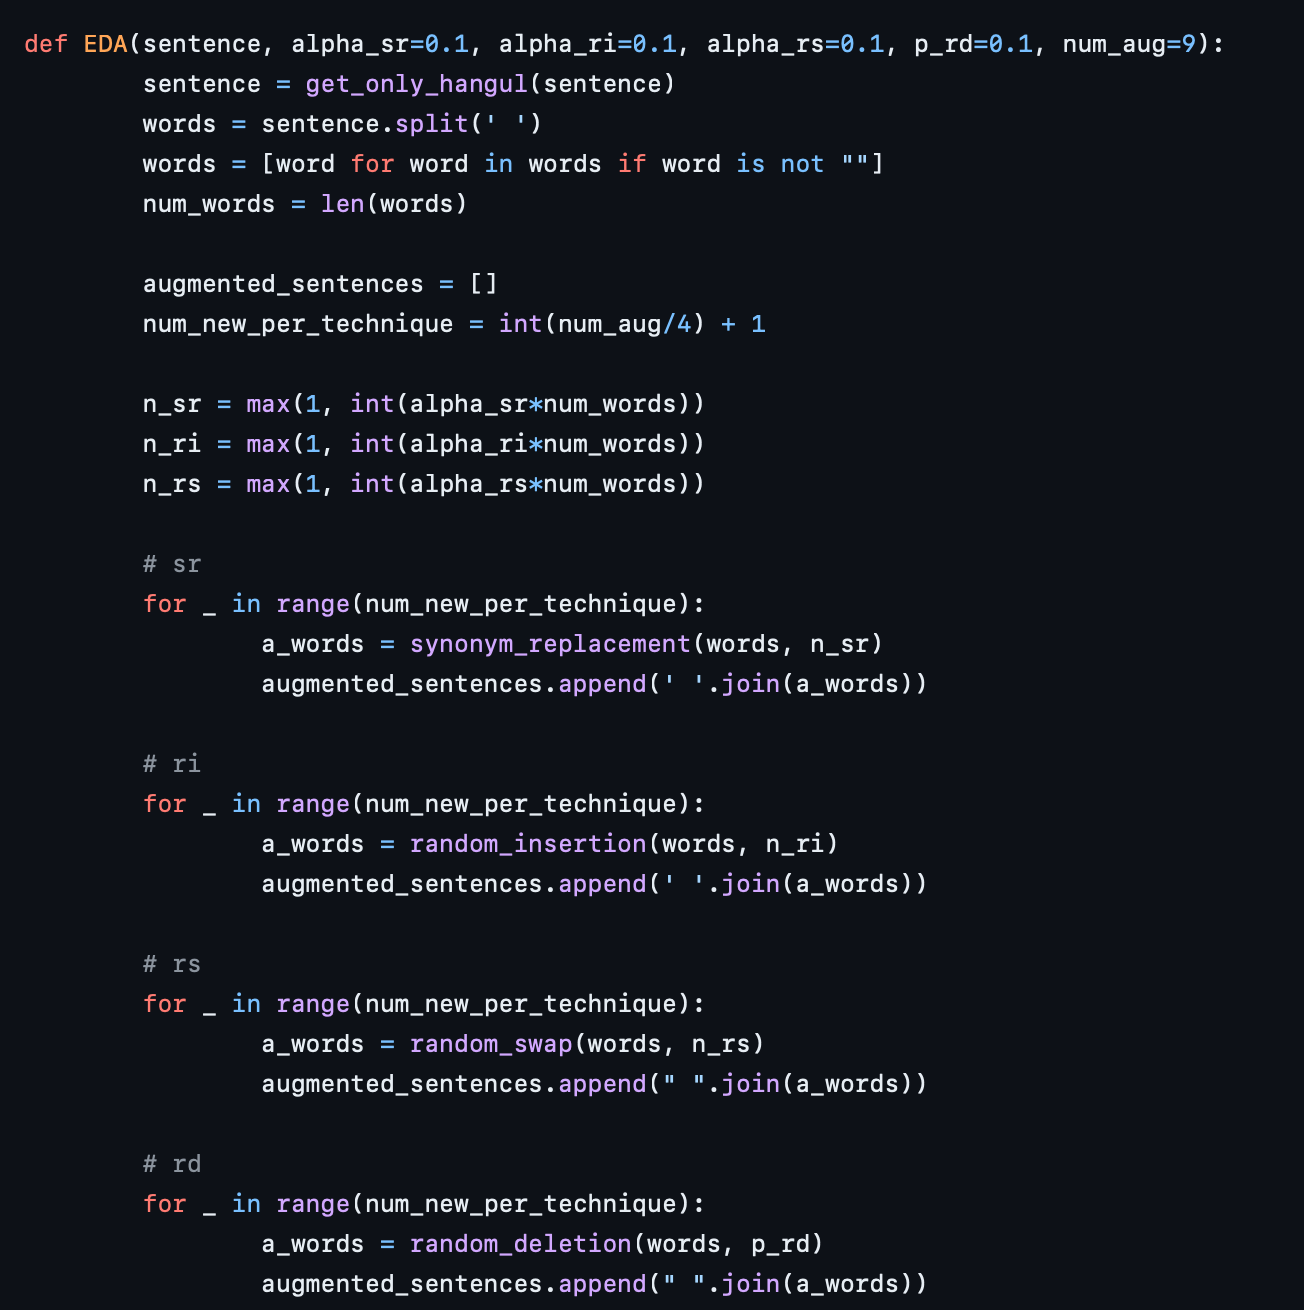 def EDA(sentence, alpha_sr=0.1, alpha_ri=0.1, alpha_rs=0.1, p_rd=0.1, num_aug=9):
        sentence = get_only_hangul(sentence)
        words = sentence.split(' ')
        words = [word for word in words if word is not ""]
        num_words = len(words)

        augmented_sentences = []
        num_new_per_technique = int(num_aug/4) + 1

        n_sr = max(1, int(alpha_sr*num_words))
        n_ri = max(1, int(alpha_ri*num_words))
        n_rs = max(1, int(alpha_rs*num_words))

        # sr
        for _ in range(num_new_per_technique):
                a_words = synonym_replacement(words, n_sr)
                augmented_sentences.append(' '.join(a_words))

        # ri
        for _ in range(num_new_per_technique):
                a_words = random_insertion(words, n_ri)
                augmented_sentences.append(' '.join(a_words))

        # rs
        for _ in range(num_new_per_technique):
                a_words = random_swap(words, n_rs)
                augmented_sentences.append(" ".join(a_words))

        # rd
        for _ in range(num_new_per_technique):
                a_words = random_deletion(words, p_rd)
                augmented_sentences.append(" ".join(a_words))